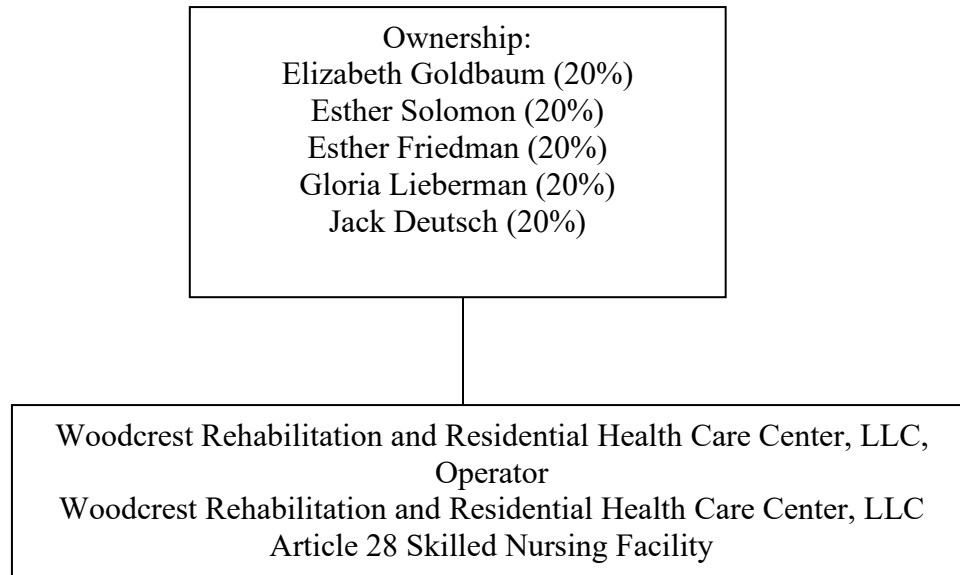 Ownership:
Elizabeth Goldbaum (20%)
Esther Solomon (20%)
Esther Friedman (20%)
Gloria Lieberman (20%)
Jack Deutsch (20%)
Woodcrest Rehabilitation and Residential Health Care Center, LLC,
Operator
Woodcrest Rehabilitation and Residential Health Care Center, LLC
Article 28 Skilled Nursing Facility